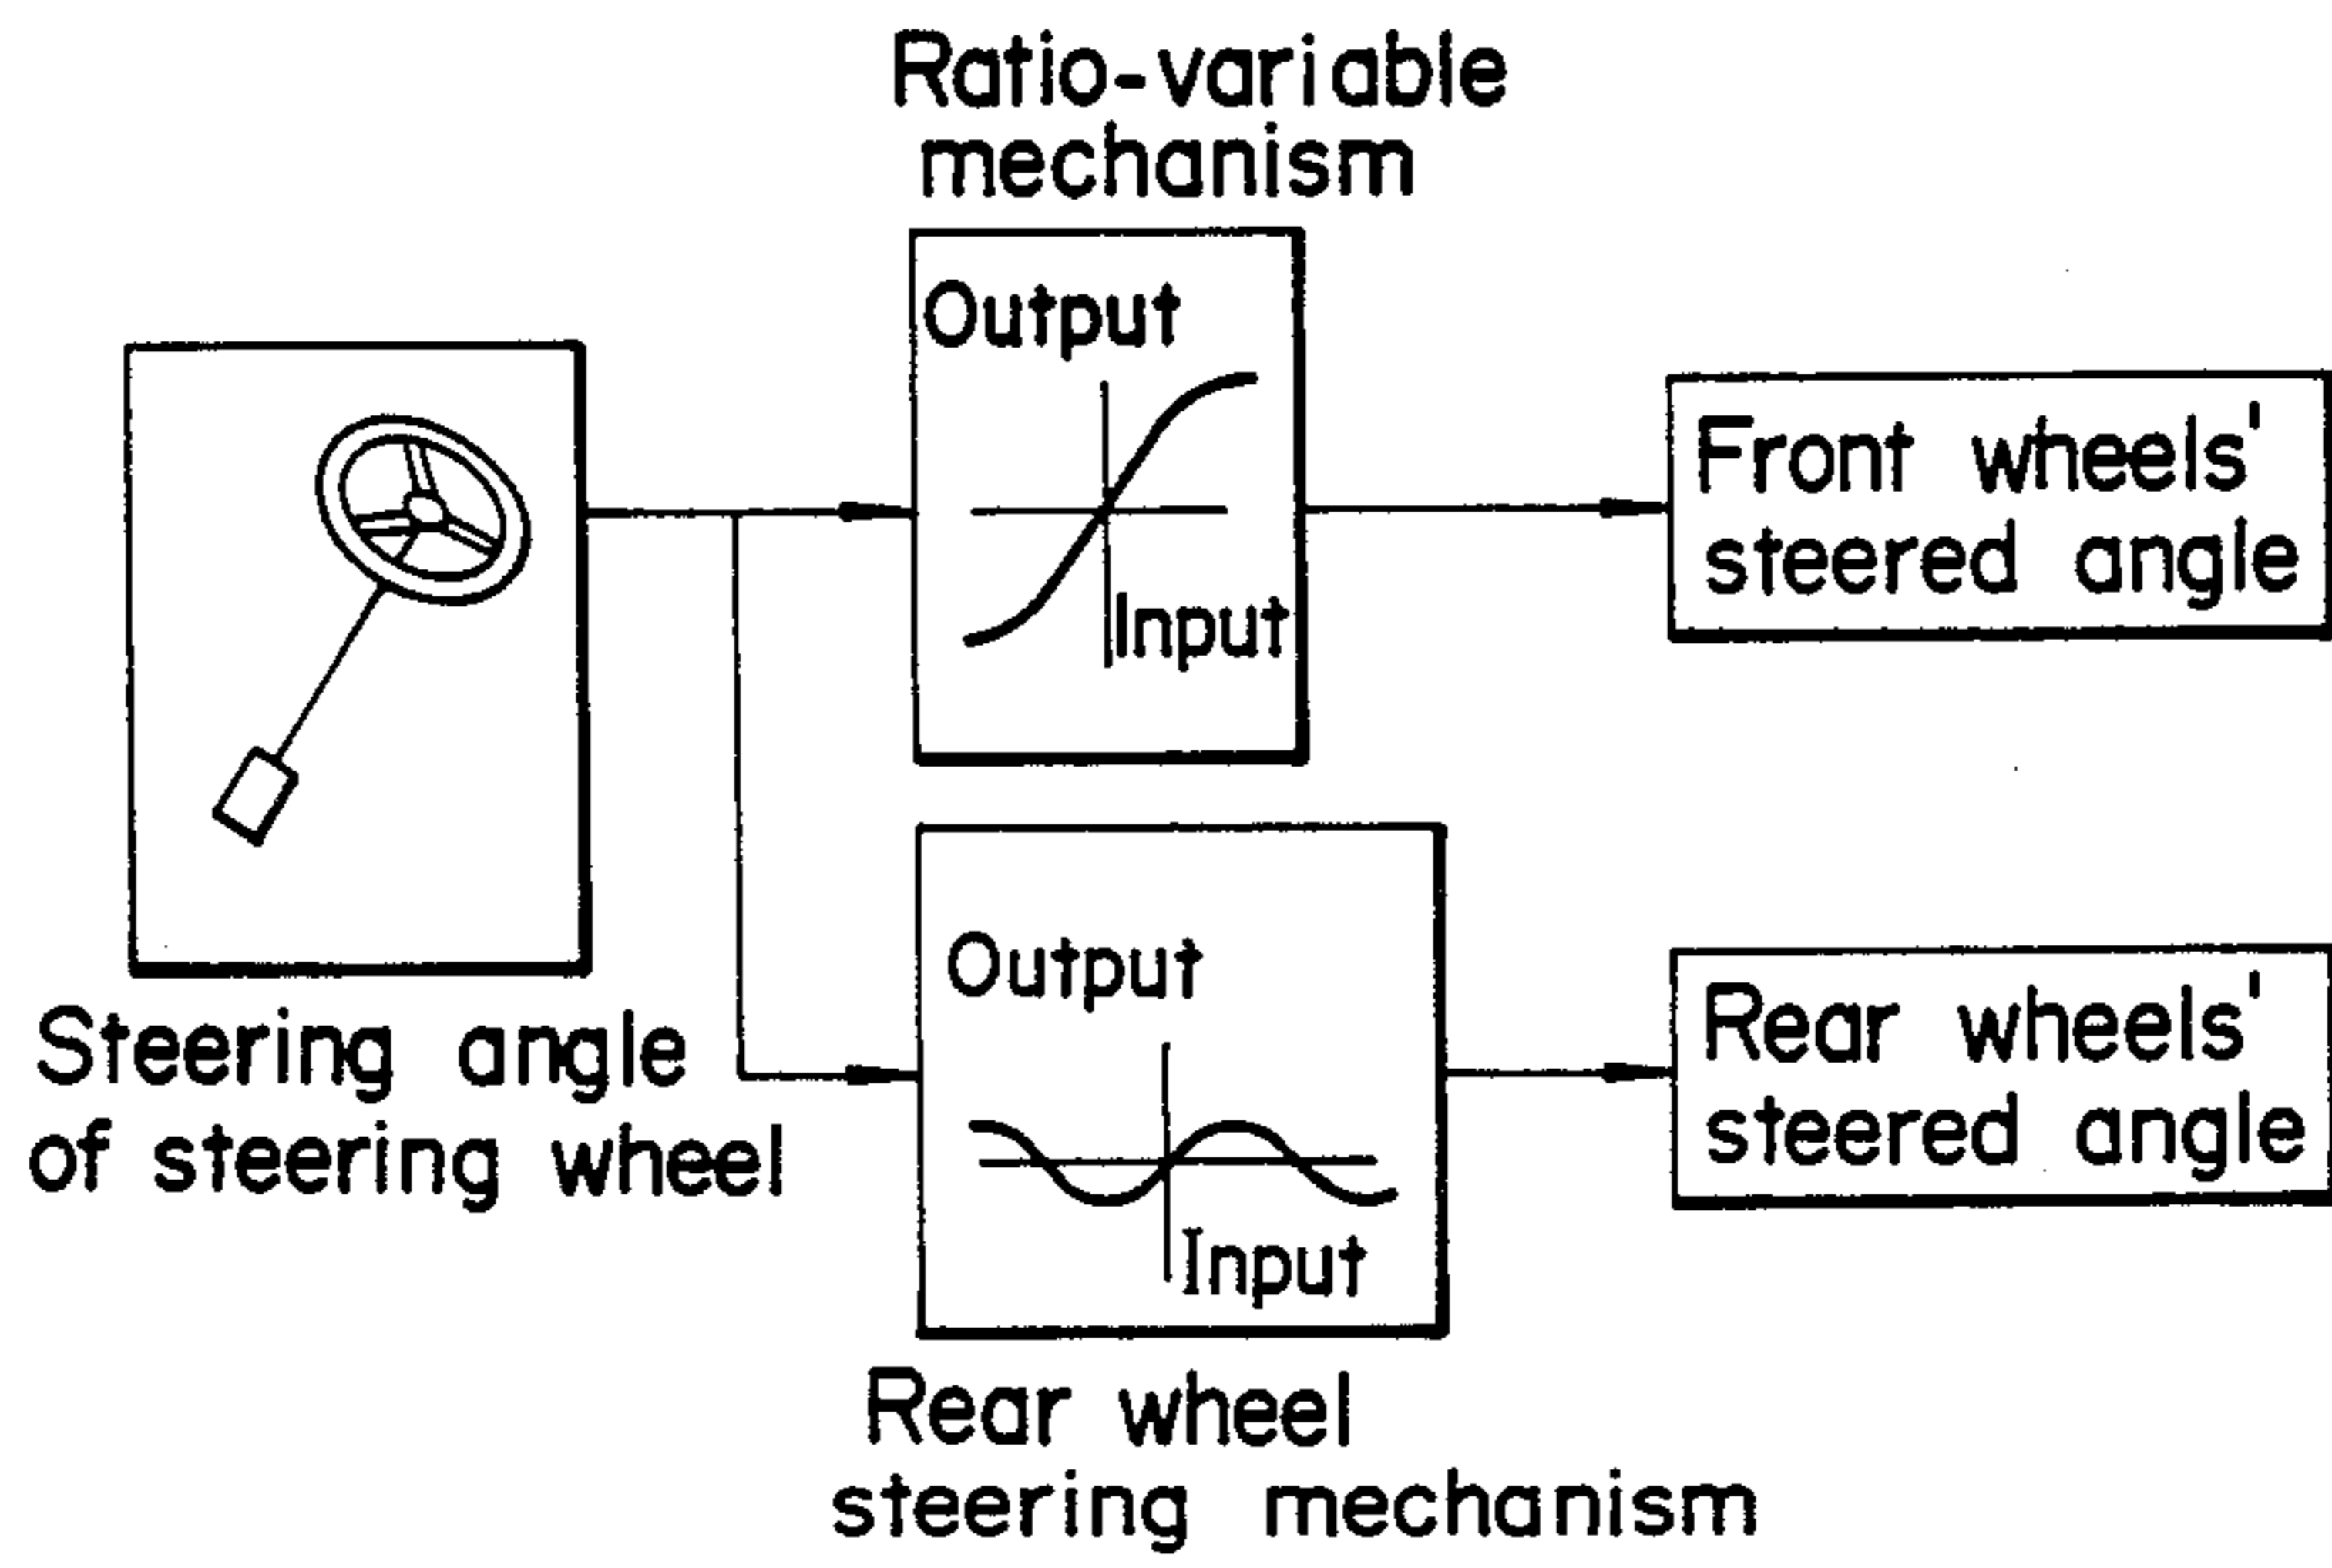 Ratio-variable
mechanism
Output
Input
Front wheels'
steered angle
Steering angle
of steering wheel
Output
Input
Rear wheels'
steered angle
Rear wheel
steering mechanism